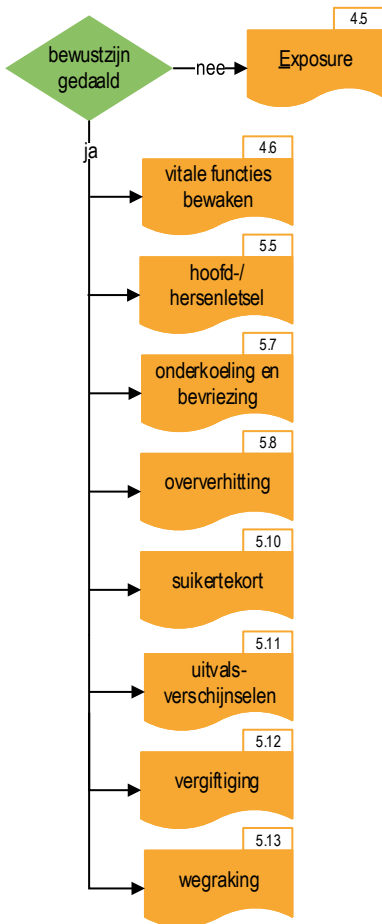 4.5
bewustzijn
gedaald
nee
Exposure
ja
4.6
vitale functies
bewaken
5.5
hoofd-/
hersenletsel
5.7
onderkoeling en
bevriezing
5.8
oververhitting
5.10
suikertekort
5.11
uitvals-
verschijnselen
5.12
vergiftiging
5.13
wegraking